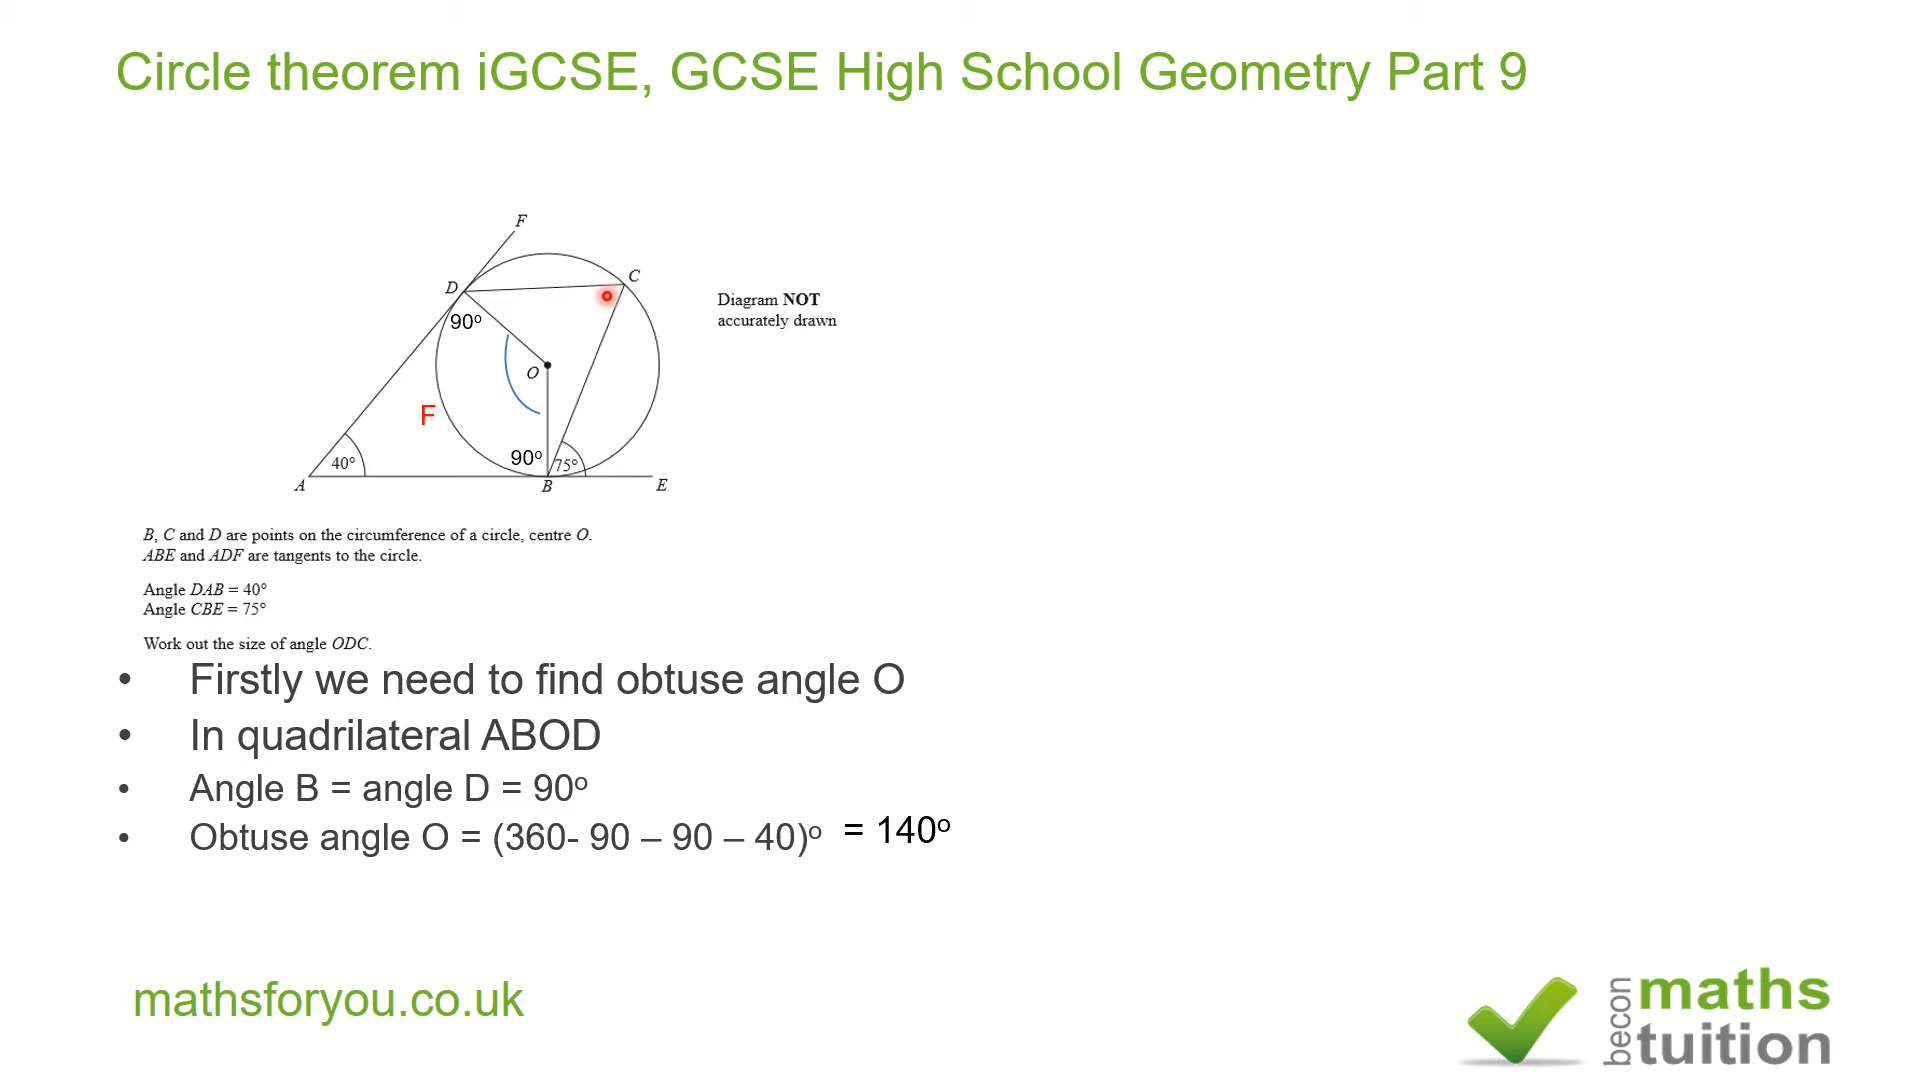 Circle theorem iGCSE, GCSE High School Geometry Part 9
F
D
C
90º
O
F
40°
90º
75°
A
B
E
Diagram NOT
accurately drawn
B, C and D are points on the circumference of a circle, centre O.
ABE and ADF are tangents to the circle.
Angle DAB = 40°
Angle CBE = 75°
Work out the size of angle ODC.
• Firstly we need to find obtuse angle O
• In quadrilateral ABOD
• Angle B = angle D = 90º
• Obtuse angle O = (360- 90 – 90 – 40)º = 140º
mathsforyou.co.uk
becon
maths
tuition